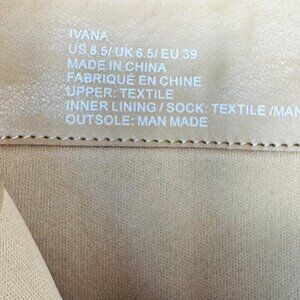 IVANA
US 8.5/ UK 6.5/ EU 39
MADE IN CHINA
FABRIQUÉ EN CHINE
UPPER: TEXTILE
INNER LINING / SOCK: TEXTILE /MAN
OUTSOLE: MAN MADE